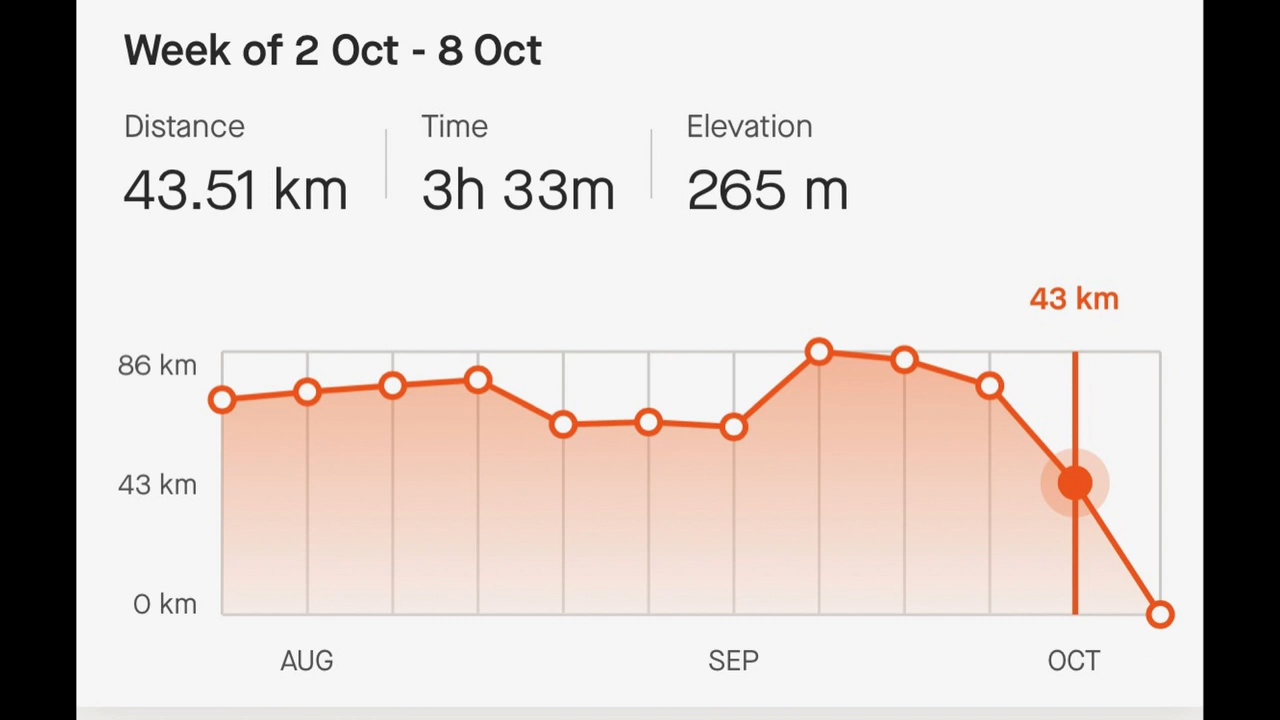 Week of 2 Oct - 8 Oct
Distance
Time
Elevation
43.51 km
3h 33m
265 m
43 km
86 km
43 km
0 km
AUG
SEP
OCT